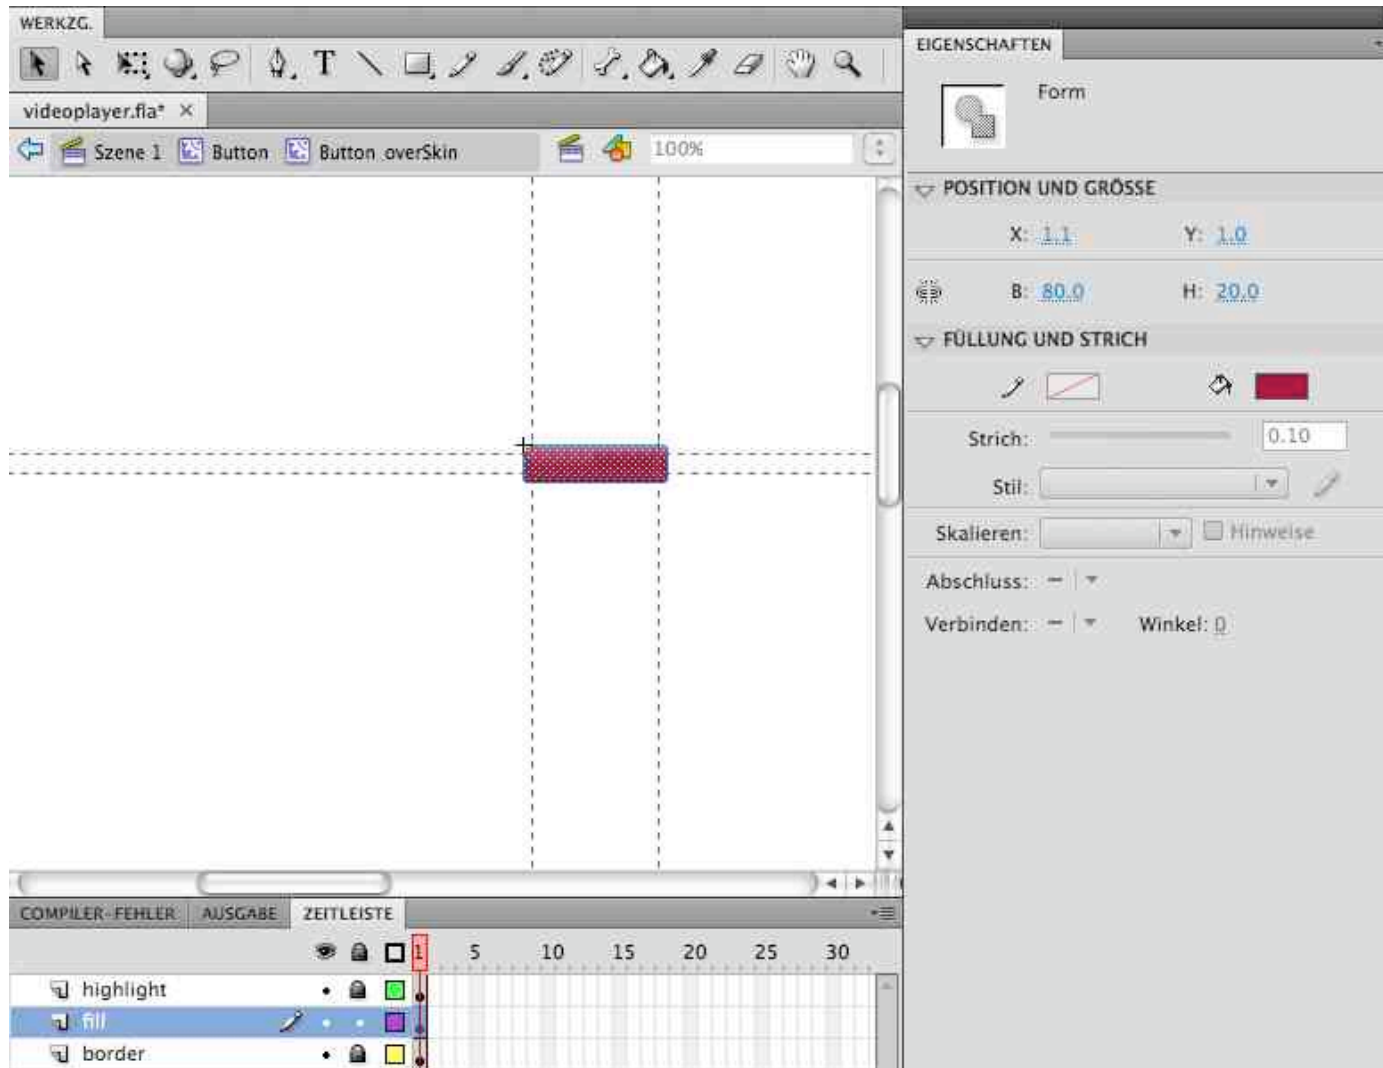 WERKZG.
EIGENSCHAFTEN
T
Form
videoplayer.fla* ×
Szene 1 Button Button_overSkin 100%
POSITION UND GRÖSSE
X: 1.1 Y: 1.0
B: 80.0 H: 20.0
FÜLLUNG UND STRICH
Strich: 0.10
Stil:
Skalieren: Hinweise
Abschluss: –
Verbinden: – Winkel: 0
COMPILER-FEHLER AUSGABE ZEITLEISTE
1 5 10 15 20 25 30
highlight
fill
border